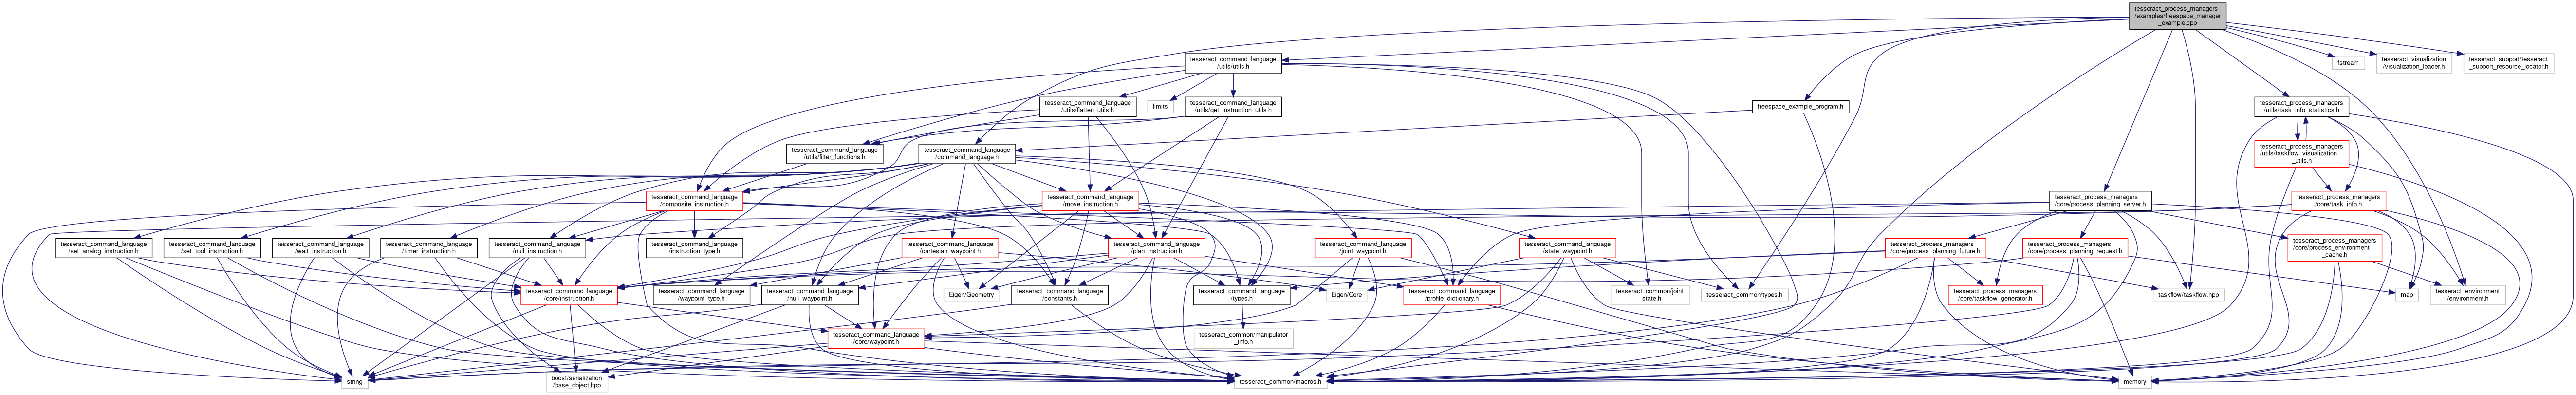 tesseract_process_managers
/examples/freespace_manager
_example.cpp
tesseract_command_language
/utils/utils.h
fstream
tesseract_visualization
/visualization_loader.h
tesseract_support/tesseract
_support_resource_locator.h
tesseract_command_language
/utils/flatten_utils.h
limits
tesseract_command_language
/utils/get_instruction_utils.h
freespace_example_program.h
tesseract_process_managers
/utils/task_info_statistics.h
tesseract_command_language
/utils/filter_functions.h
tesseract_command_language
/command_language.h
tesseract_process_managers
/utils/taskflow_visualization
_utils.h
tesseract_command_language
/composite_instruction.h
tesseract_command_language
/move_instruction.h
tesseract_process_managers
/core/process_planning_server.h
tesseract_process_managers
/core/task_info.h
tesseract_command_language
/set_analog_instruction.h
tesseract_command_language
/set_tool_instruction.h
tesseract_command_language
/wait_instruction.h
tesseract_command_language
/timer_instruction.h
tesseract_command_language
/null_instruction.h
tesseract_command_language
/instruction_type.h
tesseract_command_language
/cartesian_waypoint.h
tesseract_command_language
/plan_instruction.h
tesseract_command_language
/joint_waypoint.h
tesseract_command_language
/state_waypoint.h
tesseract_process_managers
/core/process_planning_future.h
tesseract_process_managers
/core/process_planning_request.h
tesseract_process_managers
/core/process_environment
_cache.h
tesseract_command_language
/core/instruction.h
tesseract_command_language
/waypoint_type.h
tesseract_command_language
/null_waypoint.h
Eigen/Geometry
tesseract_command_language
/constants.h
tesseract_command_language
/types.h
Eigen/Core
tesseract_command_language
/profile_dictionary.h
tesseract_common/joint
_state.h
tesseract_common/types.h
tesseract_process_managers
/core/taskflow_generator.h
taskflow/taskflow.hpp
map
tesseract_environment
/environment.h
tesseract_command_language
/core/waypoint.h
tesseract_common/manipulator
_info.h
string
boost/serialization
/base_object.hpp
tesseract_common/macros.h
memory